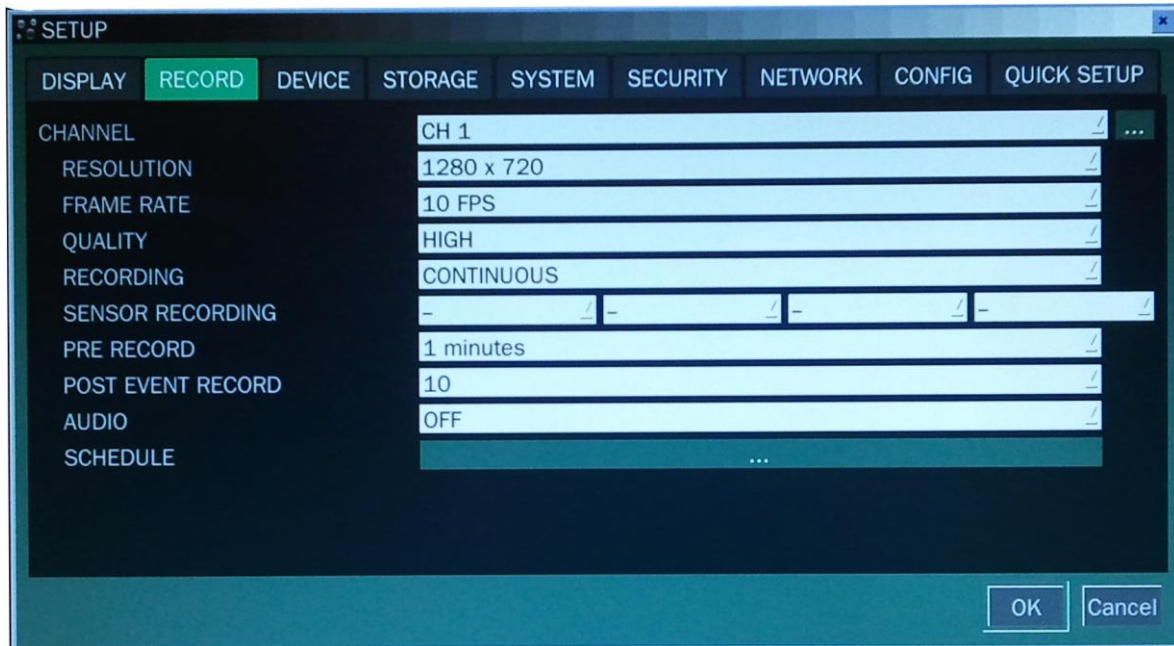 SETUP
DISPLAY RECORD DEVICE STORAGE SYSTEM SECURITY NETWORK CONFIG QUICK SETUP
CHANNEL CH 1 ...
RESOLUTION 1280 x 720
FRAME RATE 10 FPS
QUALITY HIGH
RECORDING CONTINUOUS
SENSOR RECORDING – – – –
PRE RECORD 1 minutes
POST EVENT RECORD 10
AUDIO OFF
SCHEDULE ...
OK Cancel